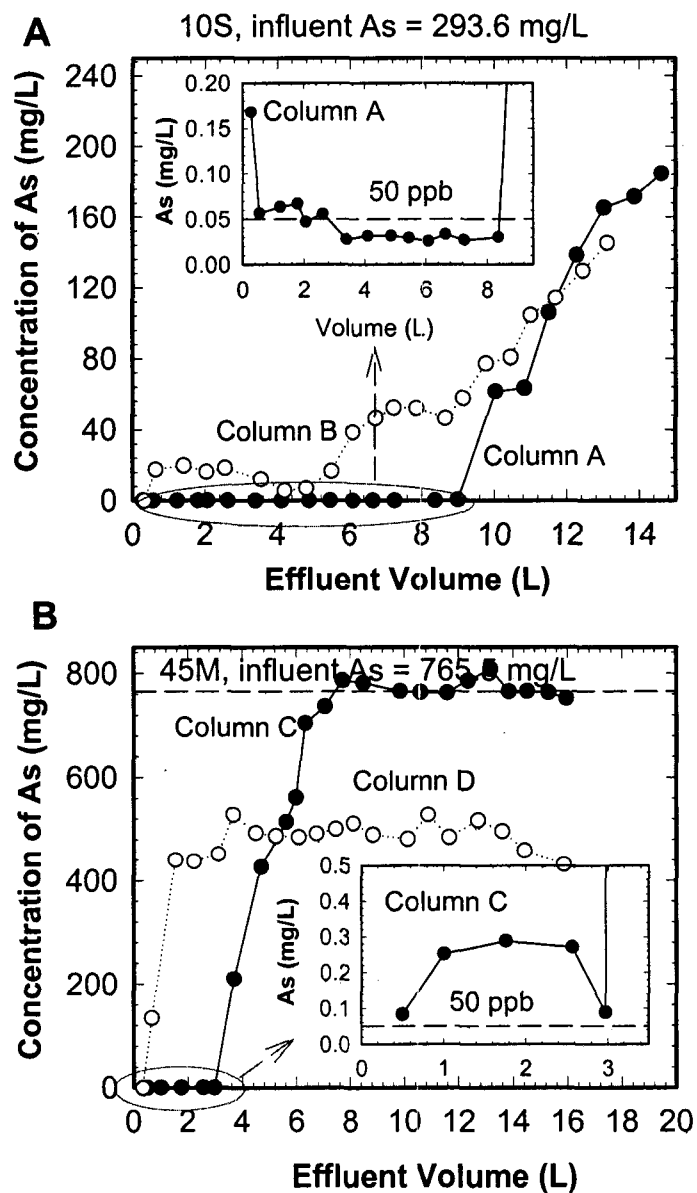 A
10S, influent As = 293.6 mg/L
Concentration of As (mg/L)
240
200
160
120
80
40
0
0.20
0.15
0.10
0.05
0.00
As (mg/L)
Column A
50 ppb
0 2 4 6 8
Volume (L)
Column B
Column A
0 2 4 6 8 10 12 14
Effluent Volume (L)
B
45M, influent As = 765.5 mg/L
Concentration of As (mg/L)
800
600
400
200
0
Column C
Column D
0.5
0.4
0.3
0.2
0.1
0.0
As (mg/L)
Column C
50 ppb
0 1 2 3
0 2 4 6 8 10 12 14 16 18 20
Effluent Volume (L)